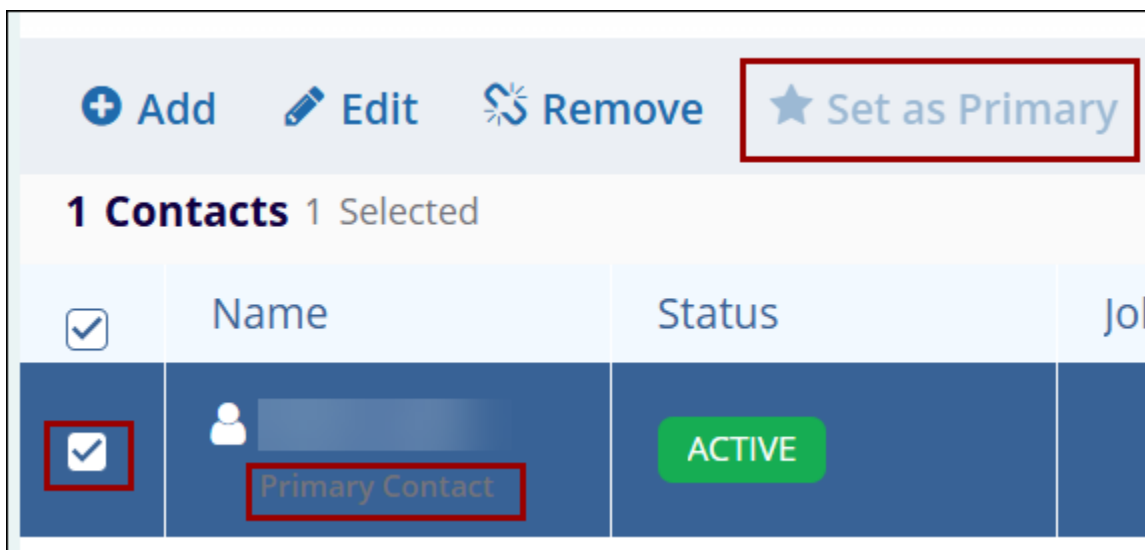 Add Edit Remove Set as Primary
1 Contacts 1 Selected
Name Status
Primary Contact
ACTIVE